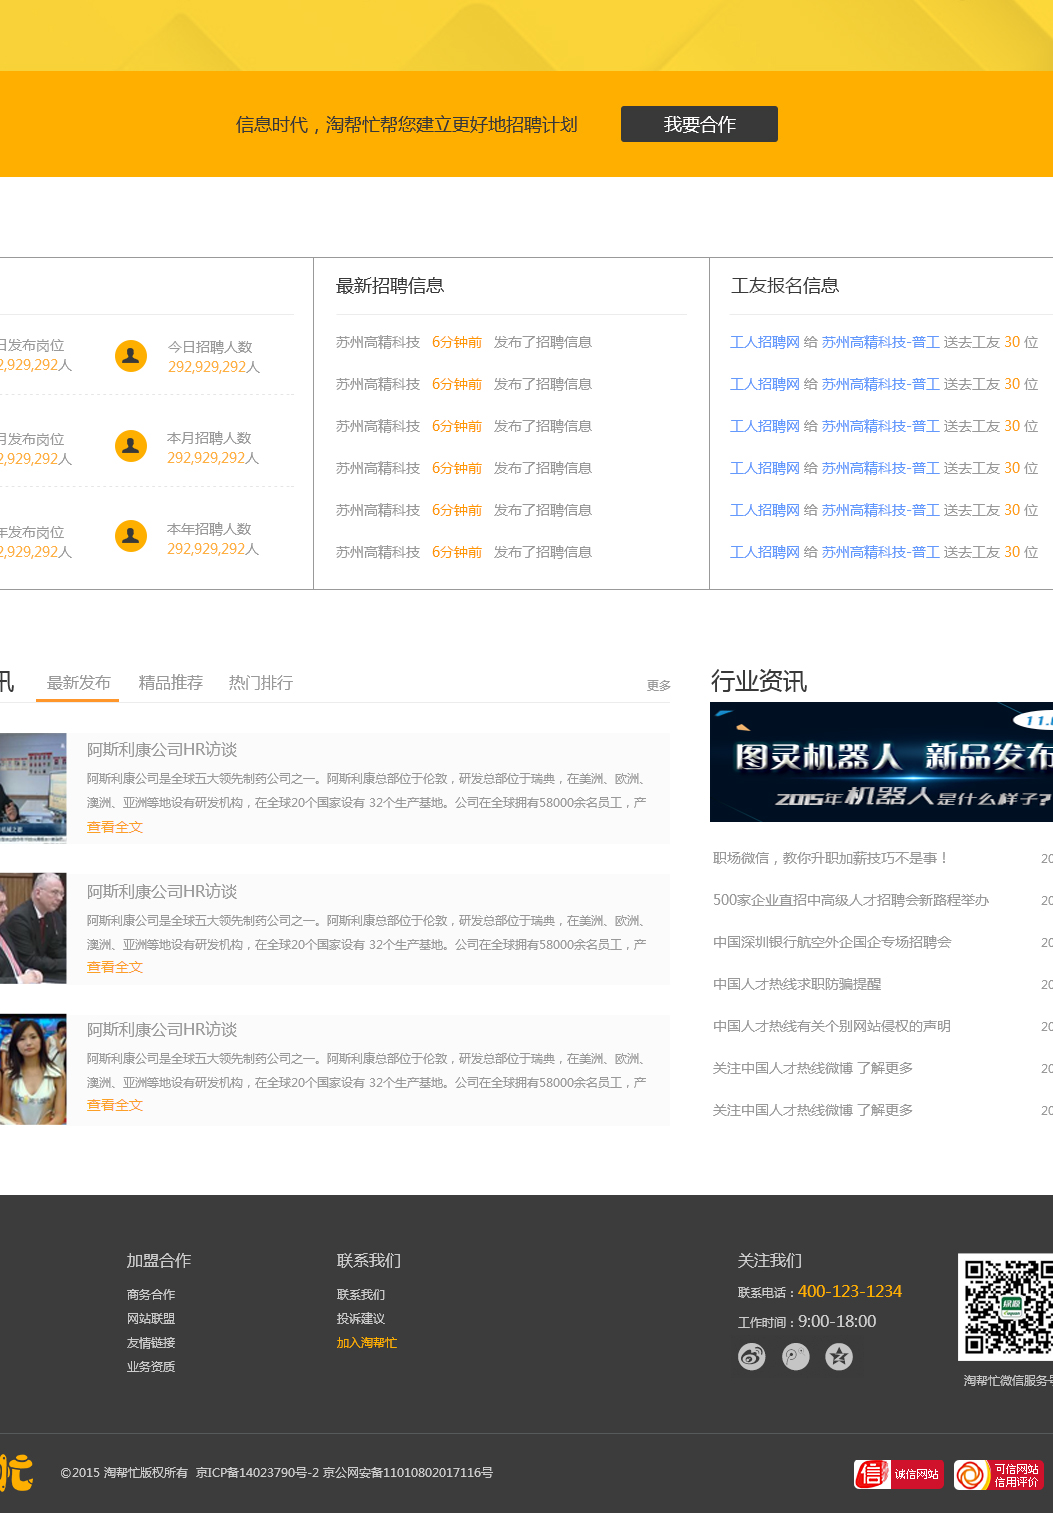 信息时代，淘帮忙帮您建立更好地招聘计划
我要合作
日发布岗位
2,929,292人
今日招聘人数
292,929,292人
月发布岗位
2,929,292人
本月招聘人数
292,929,292人
年发布岗位
2,929,292人
本年招聘人数
292,929,292人
最新招聘信息
苏州高精科技 6分钟前 发布了招聘信息
苏州高精科技 6分钟前 发布了招聘信息
苏州高精科技 6分钟前 发布了招聘信息
苏州高精科技 6分钟前 发布了招聘信息
苏州高精科技 6分钟前 发布了招聘信息
苏州高精科技 6分钟前 发布了招聘信息
工友报名信息
工人招聘网 给 苏州高精科技-普工 送去工友 30 位
工人招聘网 给 苏州高精科技-普工 送去工友 30 位
工人招聘网 给 苏州高精科技-普工 送去工友 30 位
工人招聘网 给 苏州高精科技-普工 送去工友 30 位
工人招聘网 给 苏州高精科技-普工 送去工友 30 位
工人招聘网 给 苏州高精科技-普工 送去工友 30 位
讯 最新发布 精品推荐 热门排行 更多
阿斯利康公司HR访谈
阿斯利康公司是全球五大领先制药公司之一。阿斯利康总部位于伦敦，研发总部位于瑞典，在美洲、欧洲、
澳洲、亚洲等地设有研发机构，在全球20个国家设有 32个生产基地。公司在全球拥有58000余名员工，产
查看全文
阿斯利康公司HR访谈
阿斯利康公司是全球五大领先制药公司之一。阿斯利康总部位于伦敦，研发总部位于瑞典，在美洲、欧洲、
澳洲、亚洲等地设有研发机构，在全球20个国家设有 32个生产基地。公司在全球拥有58000余名员工，产
查看全文
阿斯利康公司HR访谈
阿斯利康公司是全球五大领先制药公司之一。阿斯利康总部位于伦敦，研发总部位于瑞典，在美洲、欧洲、
澳洲、亚洲等地设有研发机构，在全球20个国家设有 32个生产基地。公司在全球拥有58000余名员工，产
查看全文
行业资讯
11.
图灵机器人 新品发布
2015年机器人是什么样子?
职场微信，教你升职加薪技巧不是事！ 20
500家企业直招中高级人才招聘会新路程举办 20
中国深圳银行航空外企国企专场招聘会 20
中国人才热线求职防骗提醒 20
中国人才热线有关个别网站侵权的声明 20
关注中国人才热线微博 了解更多 20
关注中国人才热线微博 了解更多 20
加盟合作
商务合作
网站联盟
友情链接
业务资质
联系我们
联系我们
投诉建议
加入淘帮忙
关注我们
联系电话：400-123-1234
工作时间：9:00-18:00
淘帮忙微信服务号
忙
©2015 淘帮忙版权所有 京ICP备14023790号-2 京公网安备11010802017116号
信 诚信网站
可信网站
信用评价